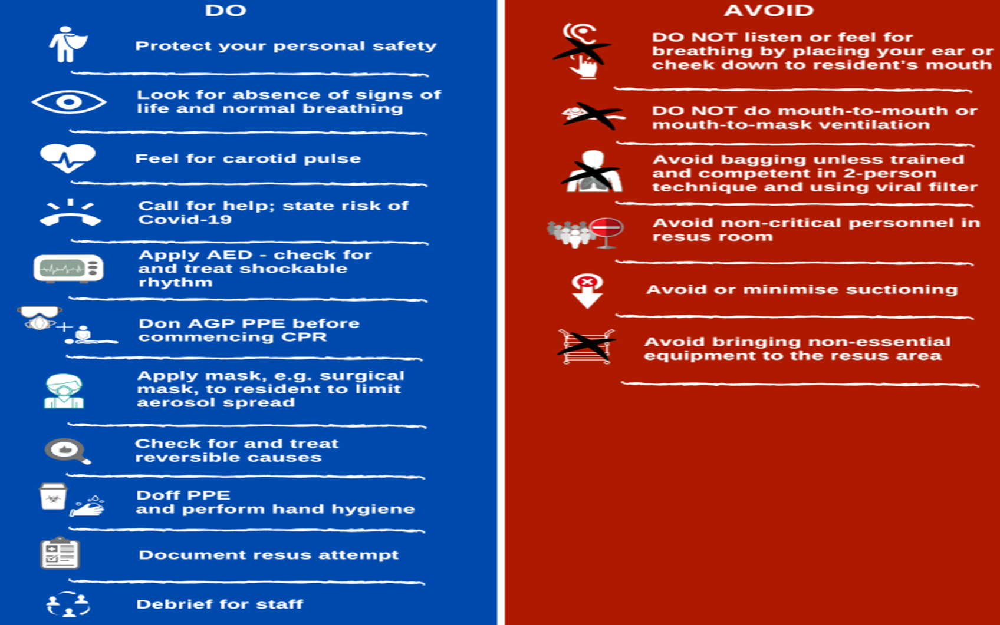 DO
Protect your personal safety
Look for absence of signs of
life and normal breathing
Feel for carotid pulse
Call for help; state risk of
Covid-19
Apply AED - check for
and treat shockable
rhythm
Don AGP PPE before
commencing CPR
Apply mask, e.g. surgical
mask, to resident to limit
aerosol spread
Check for and treat
reversible causes
Doff PPE
and perform hand hygiene
Document resus attempt
Debrief for staff
AVOID
DO NOT listen or feel for
breathing by placing your ear or
cheek down to resident’s mouth
DO NOT do mouth-to-mouth or
mouth-to-mask ventilation
Avoid bagging unless trained
and competent in 2-person
technique and using viral filter
Avoid non-critical personnel in
resus room
Avoid or minimise suctioning
Avoid bringing non-essential
equipment to the resus area